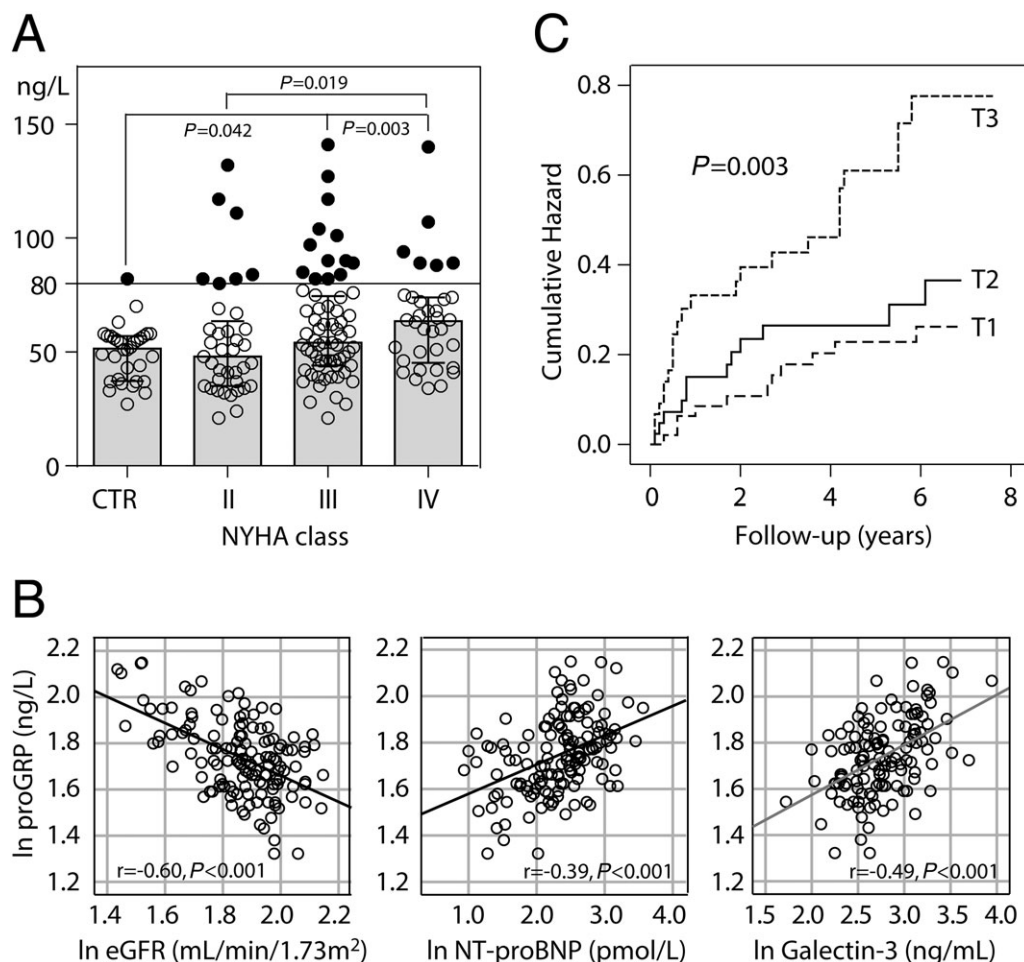 A
ng/L
150
100
80
50
0
P=0.019
P=0.042
P=0.003
CTR
II
III
IV
NYHA class
C
Cumulative Hazard
0.8
0.6
0.4
0.2
0.0
P=0.003
T3
T2
T1
0
2
4
6
8
Follow-up (years)
B
ln proGRP (ng/L)
2.2
2.0
1.8
1.6
1.4
1.2
r=-0.60, P<0.001
1.4
1.6
1.8
2.0
2.2
ln eGFR (mL/min/1.73m²)
2.2
2.0
1.8
1.6
1.4
1.2
r=-0.39, P<0.001
1.0
2.0
3.0
4.0
ln NT-proBNP (pmol/L)
2.2
2.0
1.8
1.6
1.4
1.2
r=-0.49, P<0.001
1.5
2.0
2.5
3.0
3.5
4.0
ln Galectin-3 (ng/mL)